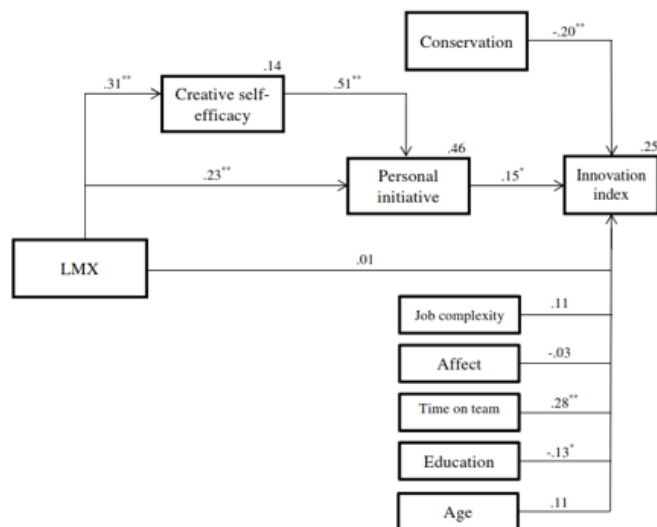 Conservation
-.20**
.14
.31**
Creative self-
efficacy
.51**
.46
.25
.23**
Personal
initiative
.15*
Innovation
index
LMX
.01
Job complexity
.11
Affect
-.03
Time on team
.28**
Education
-.13*
Age
.11